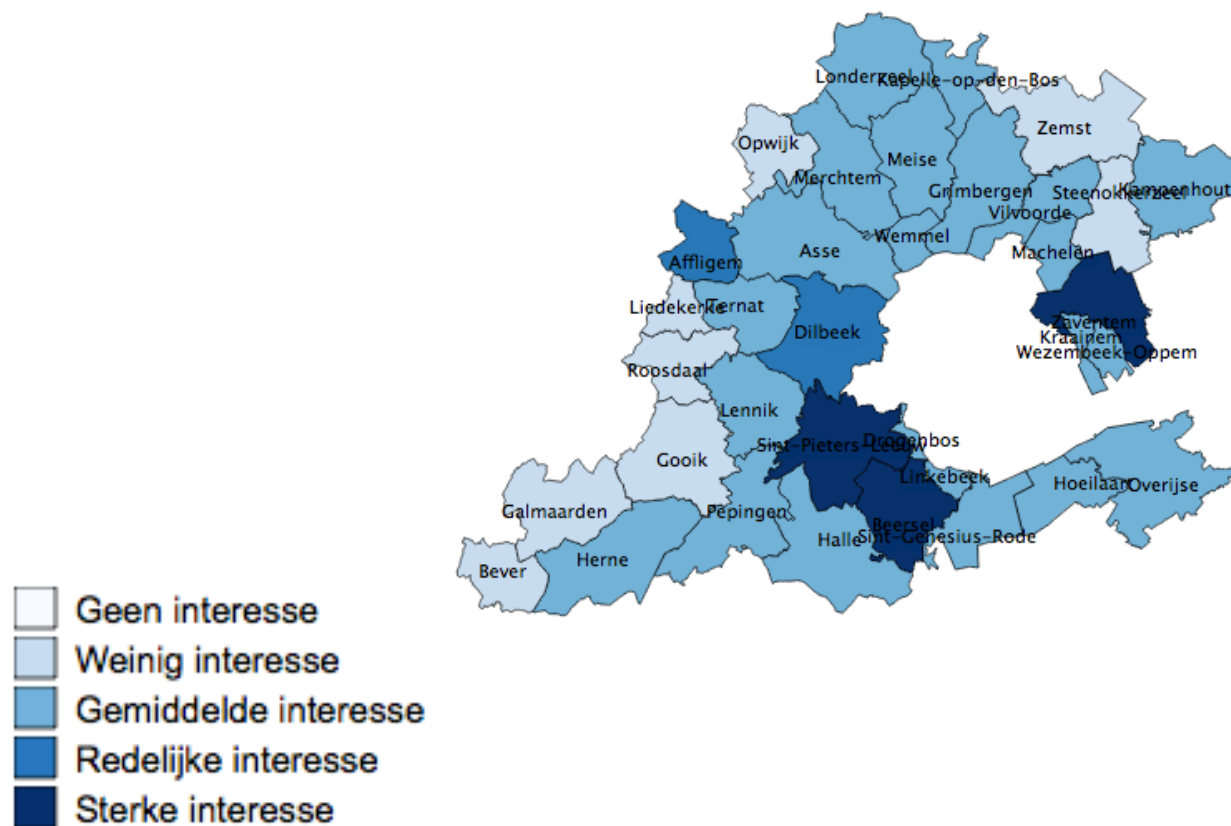 Londerzeel
Kapelle-op-den-Bos
Zemst
Opwijk
Meise
Merchtem
Grimbergen
Steenokkerzeel
Kampenhout
Vilvoorde
Wemmel
Asse
Machelen
Affligem
Liedekerke
Ternat
Dilbeek
Zaventem
Kraainem
Wezembeek-Oppem
Roosdaal
Lennik
Sint-Pieters-Leeuw
Drogenbos
Gooik
Linkebeek
Hoeilaart
Overijse
Galmaarden
Pepingen
Beersel
Sint-Genesius-Rode
Halle
Herne
Bever
Geen interesse
Weinig interesse
Gemiddelde interesse
Redelijke interesse
Sterke interesse